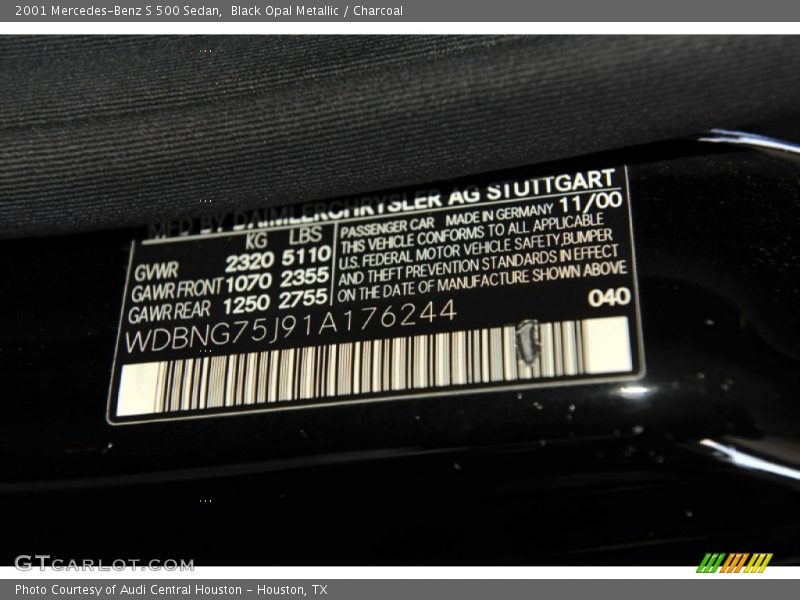 2001 Mercedes-Benz S 500 Sedan,  Black Opal Metallic / Charcoal
MFD BY DAIMLERCHRYSLER AG STUTTGART
KG LBS
GVWR 2320 5110
GAWR FRONT 1070 2355
GAWR REAR 1250 2755
PASSENGER CAR MADE IN GERMANY 11/00
THIS VEHICLE CONFORMS TO ALL APPLICABLE
U.S. FEDERAL MOTOR VEHICLE SAFETY, BUMPER
AND THEFT PREVENTION STANDARDS IN EFFECT
ON THE DATE OF MANUFACTURE SHOWN ABOVE
040
WDBNG75J91A176244
GTCARLOT.COM
Photo Courtesy of Audi Central Houston - Houston, TX